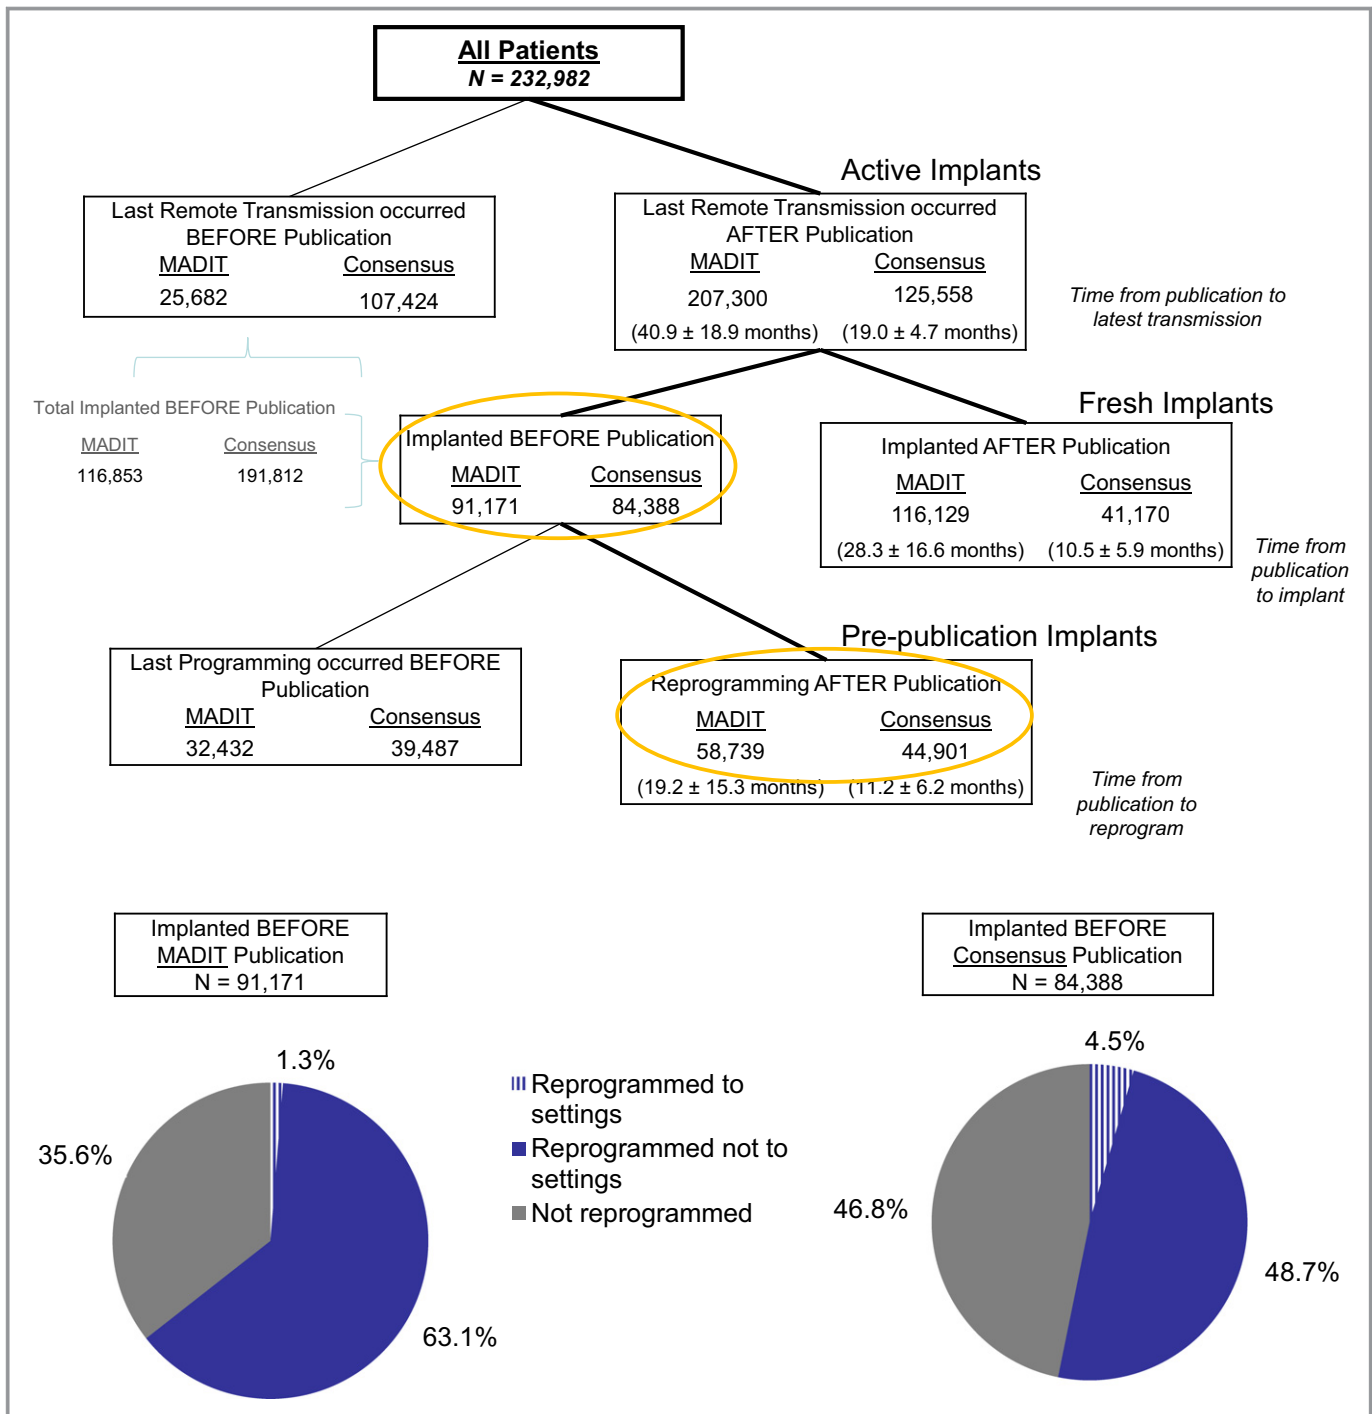 All Patients
N = 232,982
Active Implants
Last Remote Transmission occurred
BEFORE Publication
MADIT Consensus
25,682 107,424
Last Remote Transmission occurred
AFTER Publication
MADIT Consensus
207,300 125,558
(40.9 ± 18.9 months) (19.0 ± 4.7 months)
Time from publication to
latest transmission
Total Implanted BEFORE Publication
MADIT Consensus
116,853 191,812
Implanted BEFORE Publication
MADIT Consensus
91,171 84,388
Fresh Implants
Implanted AFTER Publication
MADIT Consensus
116,129 41,170
(28.3 ± 16.6 months) (10.5 ± 5.9 months)
Time from
publication
to implant
Last Programming occurred BEFORE
Publication
MADIT Consensus
32,432 39,487
Pre-publication Implants
Reprogramming AFTER Publication
MADIT Consensus
58,739 44,901
(19.2 ± 15.3 months) (11.2 ± 6.2 months)
Time from
publication to
reprogram
Implanted BEFORE
MADIT Publication
N = 91,171
Implanted BEFORE
Consensus Publication
N = 84,388
1.3%
35.6%
63.1%
Reprogrammed to
settings
Reprogrammed not to
settings
Not reprogrammed
4.5%
46.8%
48.7%